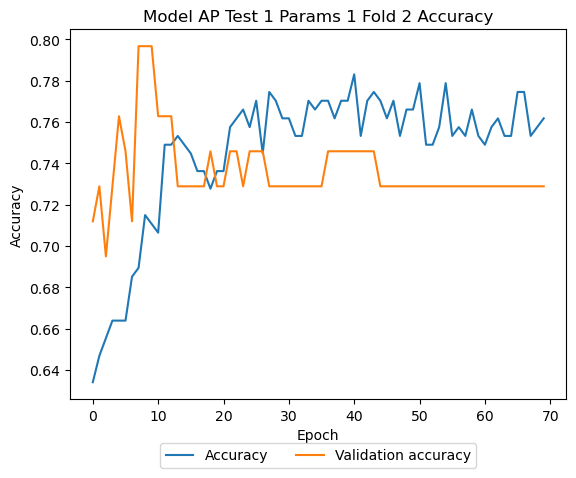 Model AP Test 1 Params 1 Fold 2 Accuracy
0.80
0.78
0.76
0.74
0.72
0.70
0.68
0.66
0.64
Accuracy
0 10 20 30 40 50 60 70
Epoch
Accuracy Validation accuracy